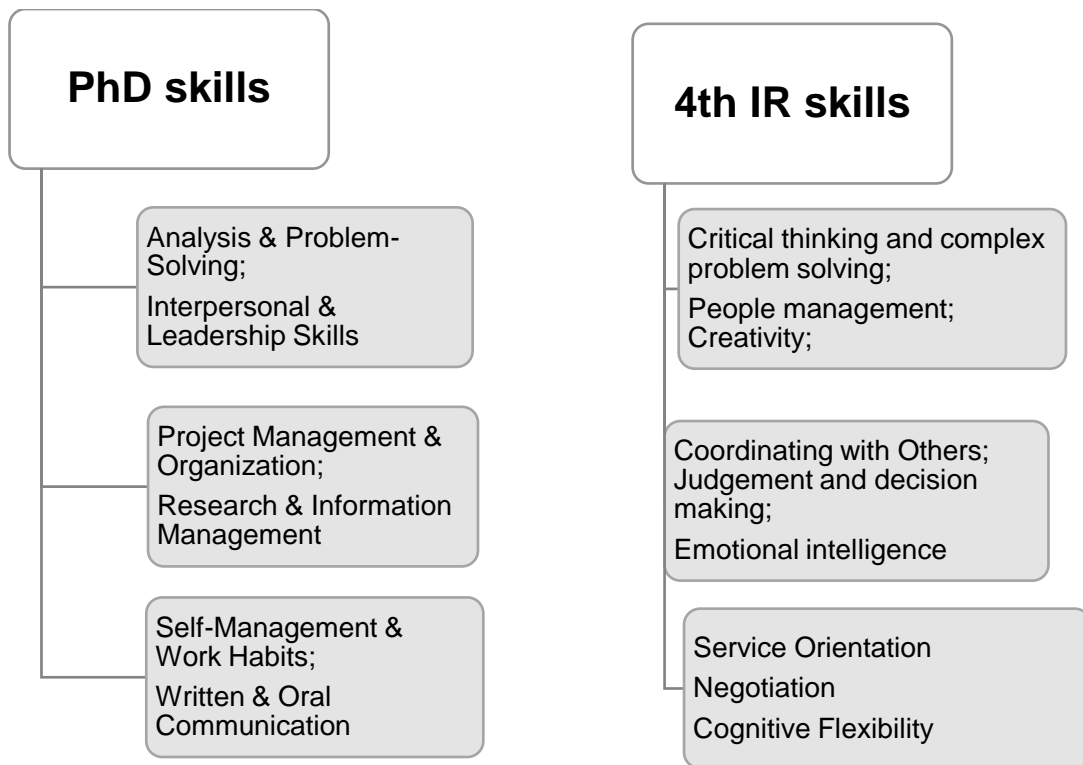 PhD skills
Analysis & Problem-
Solving;
Interpersonal &
Leadership Skills
Project Management &
Organization;
Research & Information
Management
Self-Management &
Work Habits;
Written & Oral
Communication
4th IR skills
Critical thinking and complex
problem solving;
People management;
Creativity;
Coordinating with Others;
Judgement and decision
making;
Emotional intelligence
Service Orientation
Negotiation
Cognitive Flexibility